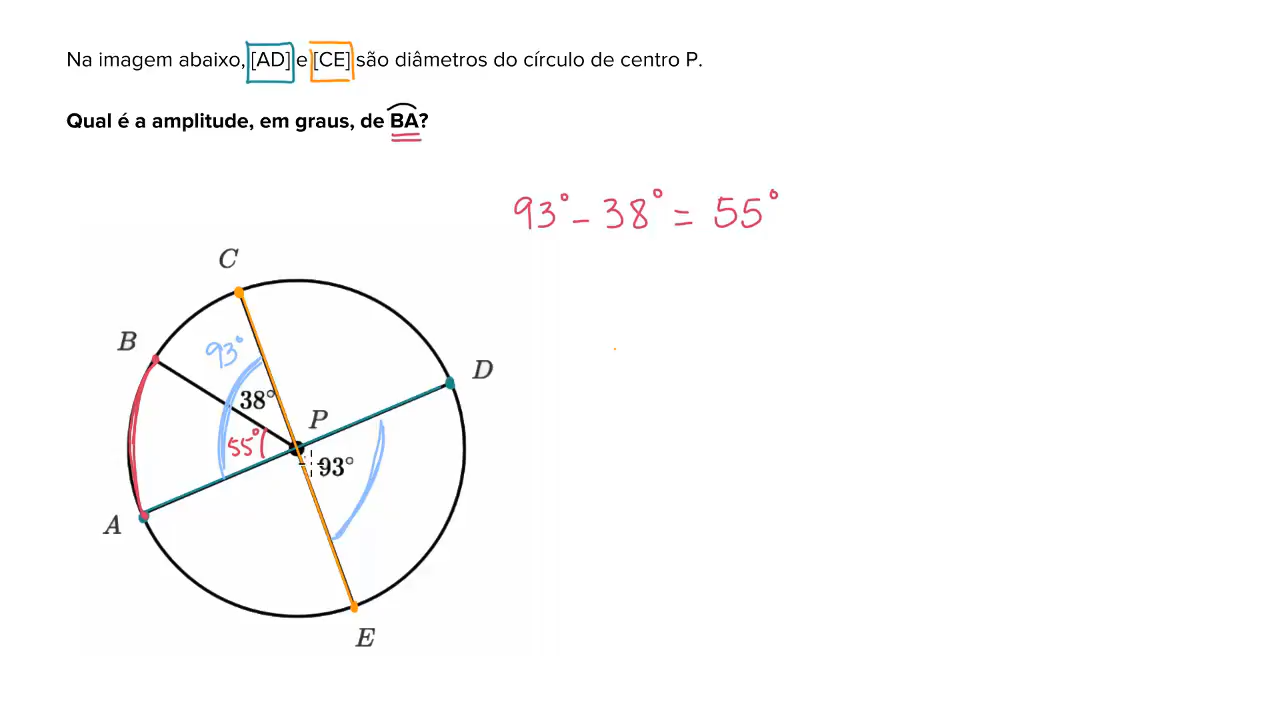 Na imagem abaixo, [AD] e [CE] são diâmetros do círculo de centro P.
Qual é a amplitude, em graus, de BA?
93° - 38° = 55°
C
B
93°
D
38°
P
55°
93°
A
E